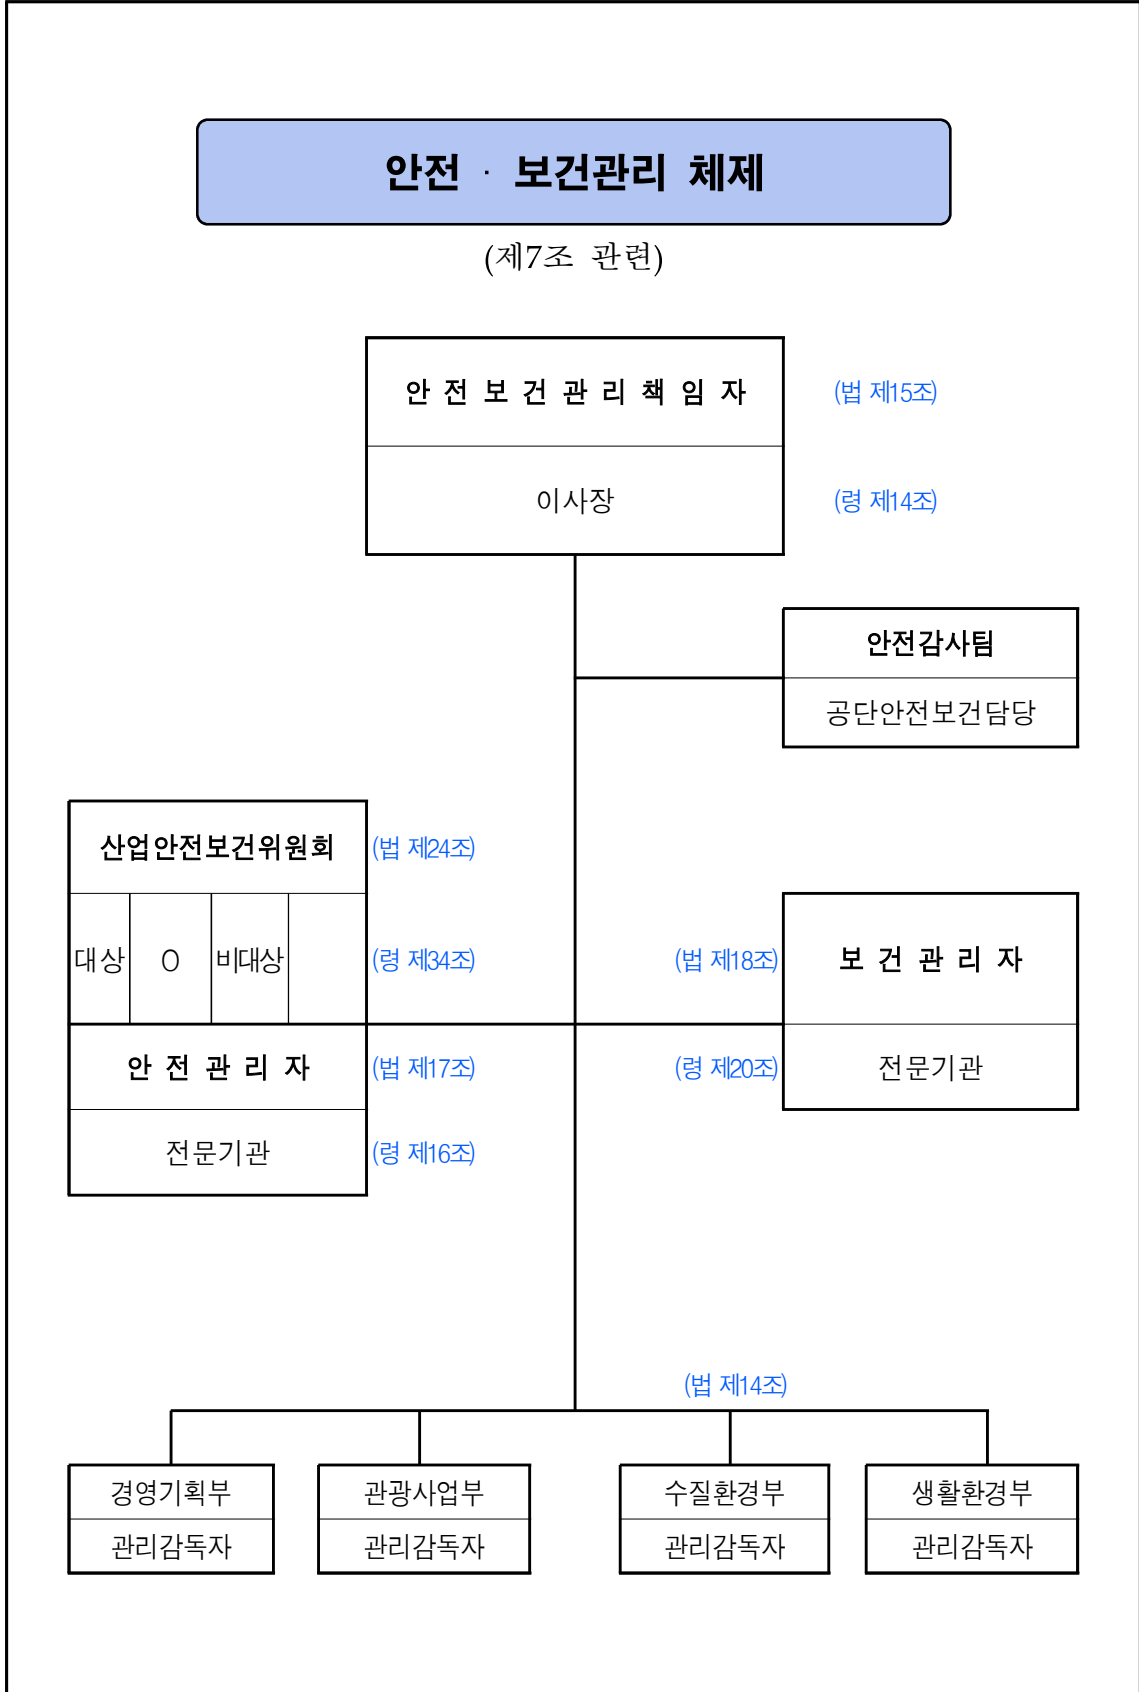 안전 · 보건관리 체제
(제7조 관련)
안 전 보 건 관 리 책 임 자 (법 제15조)
이사장 (령 제14조)
안전감사팀
공단안전보건담당
산업안전보건위원회 (법 제24조)
대상 O 비대상 (령 제34조)
(법 제18조) 보 건 관 리 자
안 전 관 리 자 (법 제17조)
(령 제20조) 전문기관
전문기관 (령 제16조)
(법 제14조)
경영기획부 관광사업부 수질환경부 생활환경부
관리감독자 관리감독자 관리감독자 관리감독자